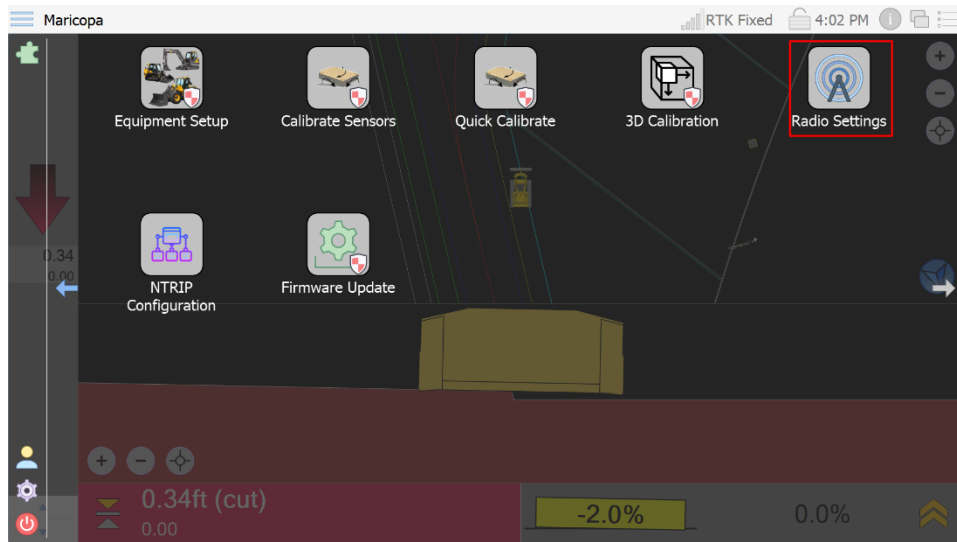 Maricopa
RTK Fixed
4:02 PM
Equipment Setup
Calibrate Sensors
Quick Calibrate
3D Calibration
Radio Settings
0.34
0.00
NTRIP
Configuration
Firmware Update
0.34ft (cut)
0.00
-2.0%
0.0%